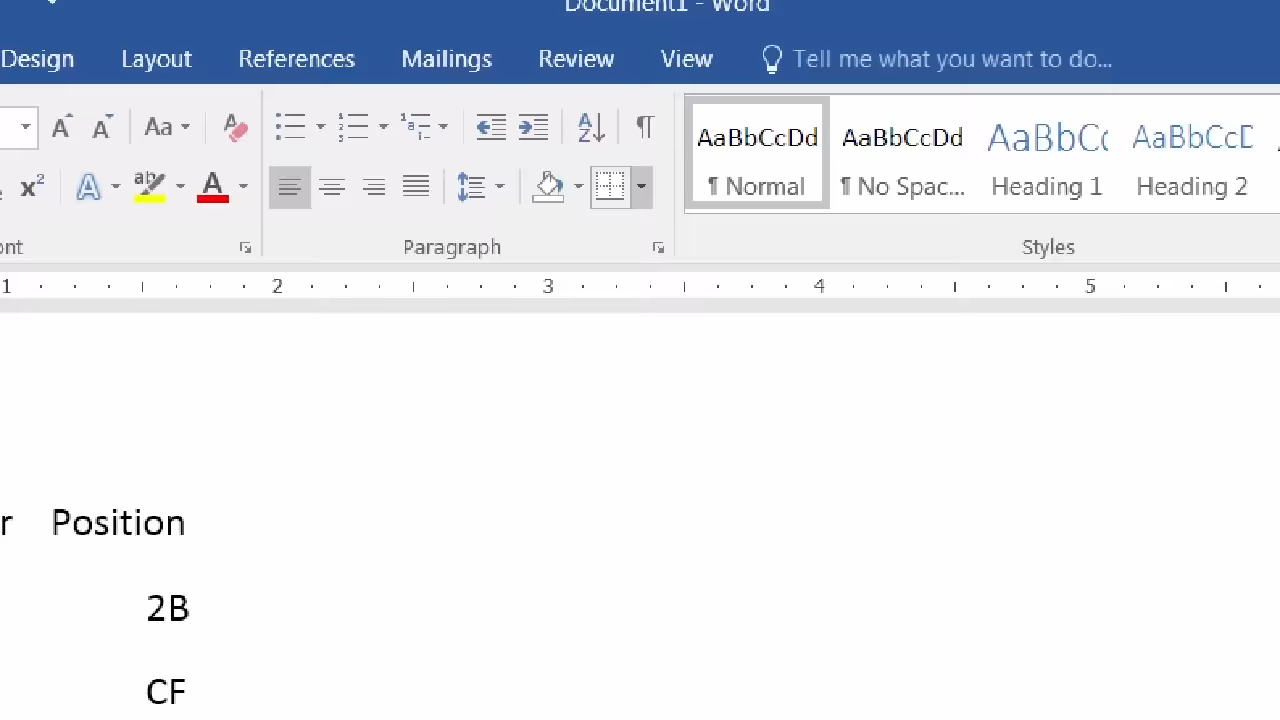 Document1 - Word
Design Layout References Mailings Review View Tell me what you want to do...
Aa
AaBbCcDd AaBbCcDd AaBbCc AaBbCcD
¶ Normal ¶ No Spac... Heading 1 Heading 2
ont Paragraph Styles
1 2 3 4 5
r Position
2B
CF